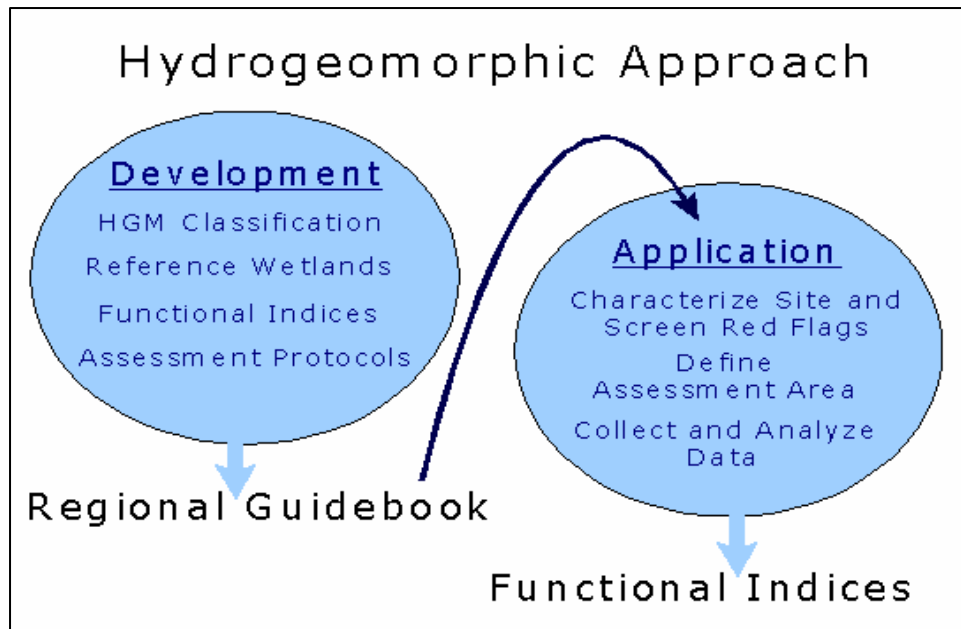 Hydrogeomorphic Approach
Development
HGM Classification
Reference Wetlands
Functional Indices
Assessment Protocols
Regional Guidebook
Application
Characterize Site and
Screen Red Flags
Define
Assessment Area
Collect and Analyze
Data
Functional Indices